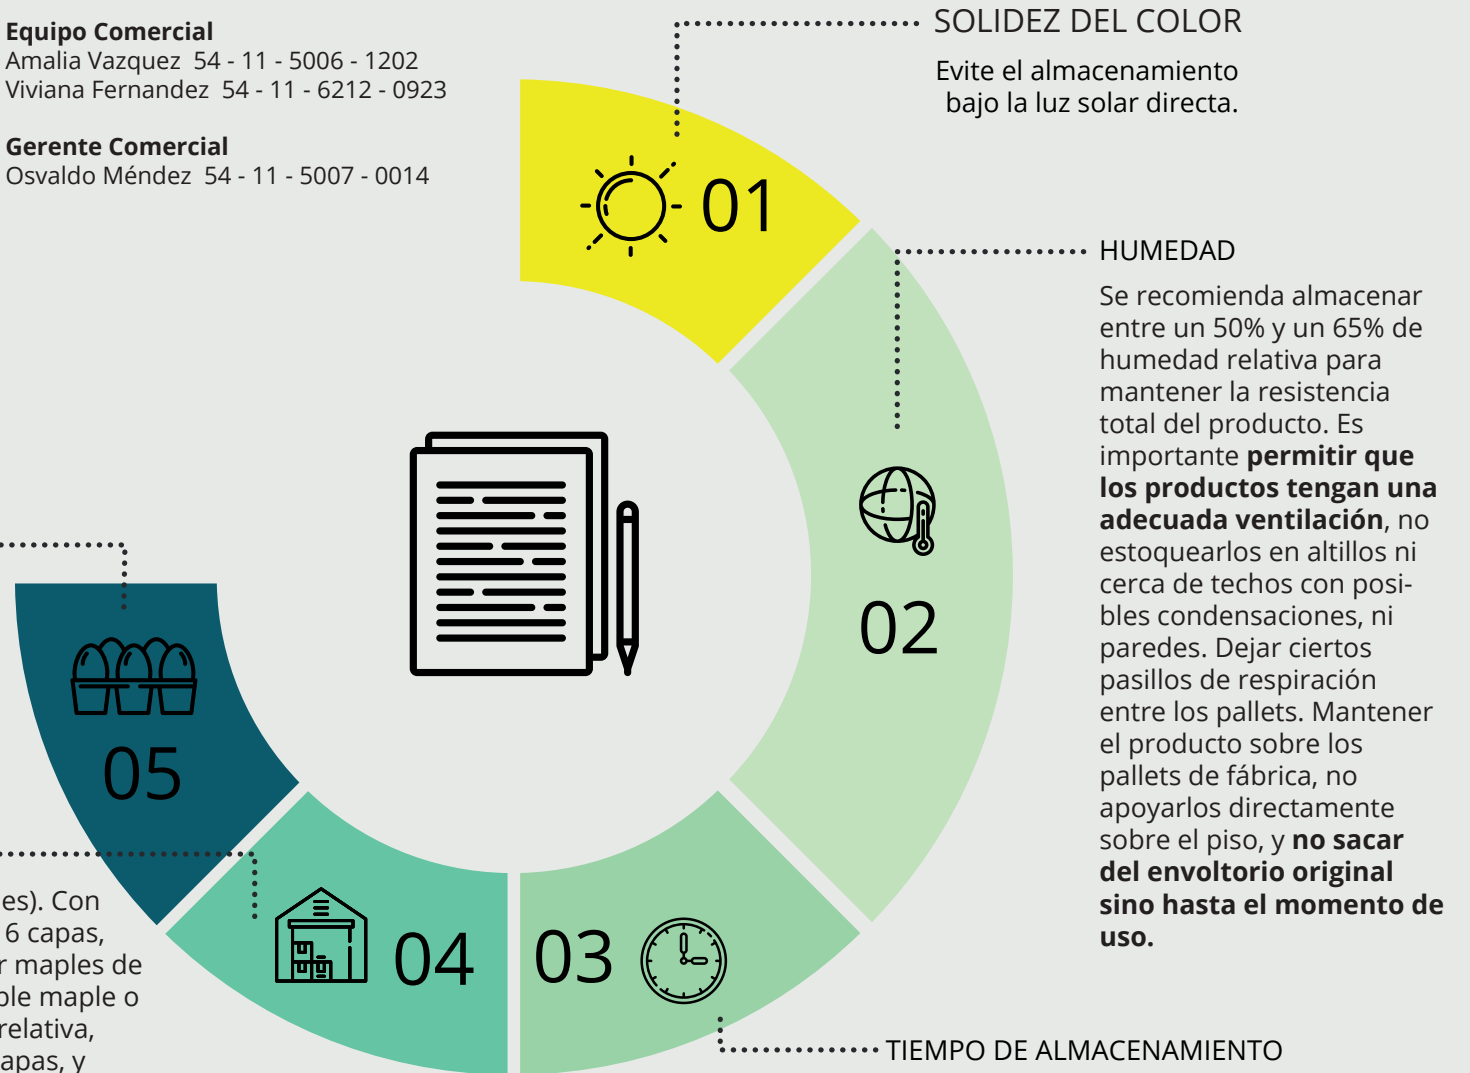 Equipo Comercial
Amalia Vazquez 54 - 11 - 5006 - 1202
Viviana Fernandez 54 - 11 - 6212 - 0923
Gerente Comercial
Osvaldo Méndez 54 - 11 - 5007 - 0014
SOLIDEZ DEL COLOR
Evite el almacenamiento
bajo la luz solar directa.
01
HUMEDAD
Se recomienda almacenar
entre un 50% y un 65% de
humedad relativa para
mantener la resistencia
total del producto. Es
importante permitir que
los productos tengan una
adecuada ventilación, no
estoquearlos en altillos ni
cerca de techos con posi-
bles condensaciones, ni
paredes. Dejar ciertos
pasillos de respiración
entre los pallets. Mantener
el producto sobre los
pallets de fábrica, no
apoyarlos directamente
sobre el piso, y no sacar
del envoltorio original
sino hasta el momento de
uso.
02
03
TIEMPO DE ALMACENAMIENTO
04
05
es). Con
6 capas,
r maples de
ble maple o
relativa,
apas, y